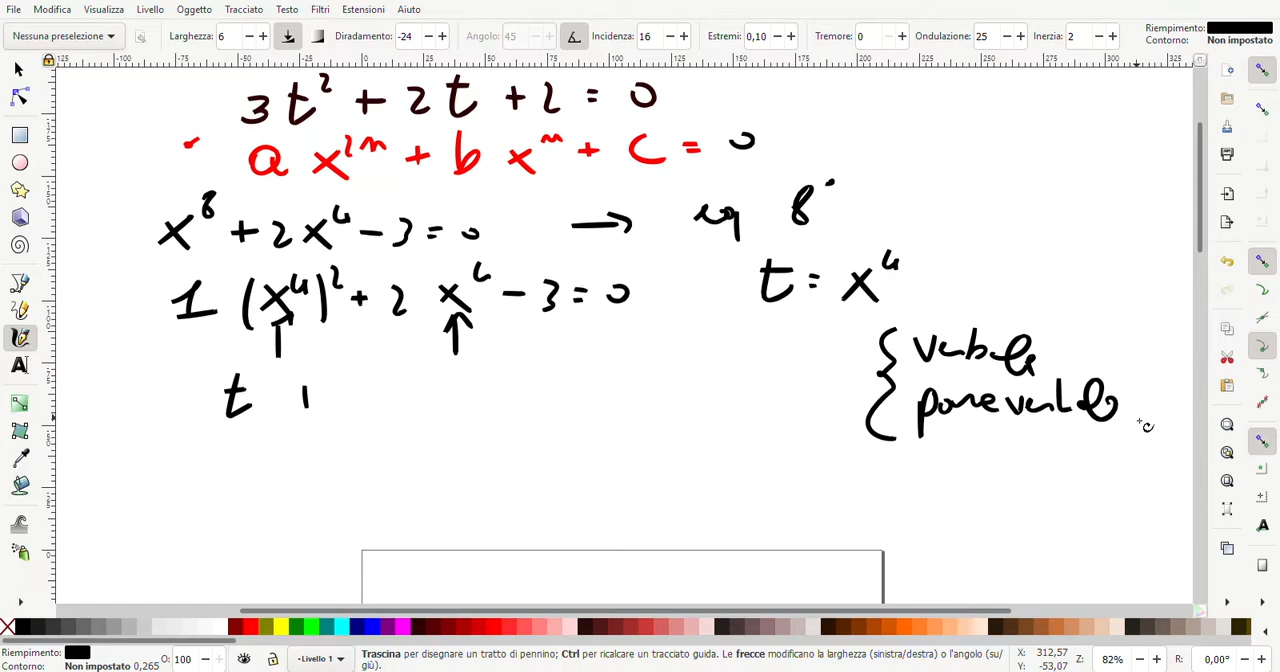 File Modifica Visualizza Livello Oggetto Tracciato Testo Filtri Estensioni Aiuto
Nessuna preselezione Larghezza: 6 Diradamento: -24 Angolo: 45 Incidenza: 16 Estremi: 0,10 Tremore: 0 Ondulazione: 25 Inerzia: 2 Riempimento:
Contorno: Non impostato
3t² + 2t + 2 = 0
a x²ⁿ + b xⁿ + c = 0
x⁸ + 2x⁴ - 3 = 0 → eq 8°
1 (x⁴)² + 2 x⁴ - 3 = 0 t = x⁴
t
Riempimento:
Contorno: Non impostato 0,265 O: 100 Livello 1 Trascina per disegnare un tratto di pennino; Ctrl per ricalcare un tracciato guida. Le frecce modificano la larghezza (sinistra/destra) o l'angolo (su/
giù). X: 312,57
Y: -53,07 Z: 82% R: 0,00°